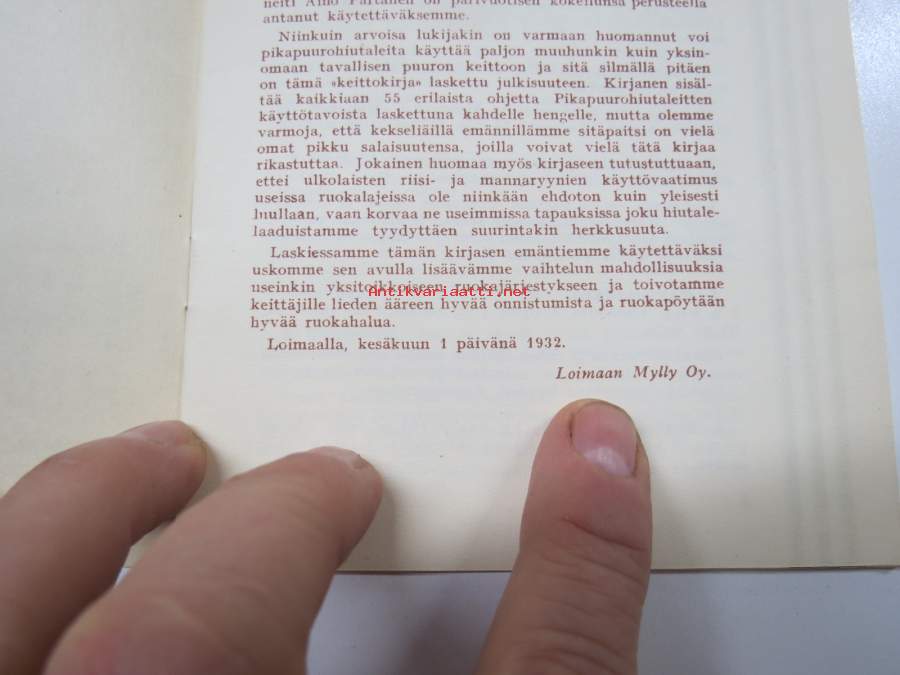 neiti Aino Partanen on parivuotisen kokeilunsa perusteella
antanut käytettäväksemme.
Niinkuin arvoisa lukijakin on varmaan huomannut voi
pikapuurohiutaleita käyttää paljon muuhunkin kuin yksin-
omaan tavallisen puuron keittoon ja sitä silmällä pitäen
on tämä »keittokirja» laskettu julkisuuteen. Kirjanen sisäl-
tää kaikkiaan 55 erilaista ohjetta Pikapuurohiutaleitten
käyttötavoista laskettuna kahdelle hengelle, mutta olemme
varmoja, että kekseliäillä emännillämme sitäpaitsi on vielä
omat pikku salaisuutensa, joilla voivat vielä tätä kirjaa
rikastuttaa. Jokainen huomaa myös kirjaseen tutustuttuaan,
ettei ulkolaisten riisi- ja mannaryynien käyttövaatimus
useissa ruokalajeissa ole niinkään ehdoton kuin yleisesti
luullaan, vaan korvaa ne useimmissa tapauksissa joku hiutale-
laaduistamme tyydyttäen suurintakin herkkusuuta.
Laskiessamme tämän kirjasen emäntiemme käytettäväksi
uskomme sen avulla lisäävämme vaihtelun mahdollisuuksia
useinkin yksitoikkoiseen ruokajärjestykseen ja toivotamme
Antikvariaatti.net
keittäjille lieden ääreen hyvää onnistumista ja ruokapöytään
hyvää ruokahalua.
Loimaalla, kesäkuun 1 päivänä 1932.
Loimaan Mylly Oy.